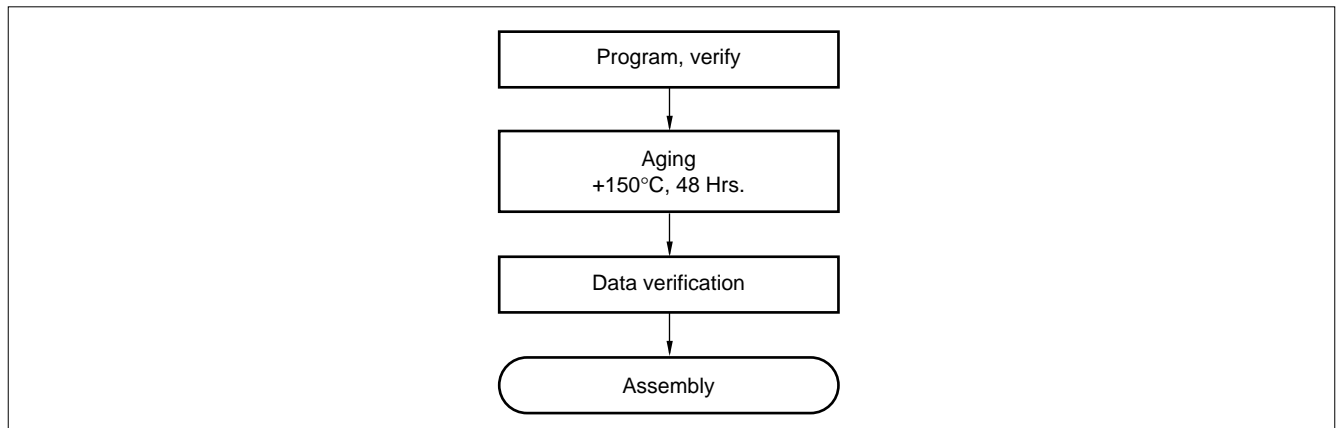 Program, verify
Aging
+150°C, 48 Hrs.
Data verification
Assembly